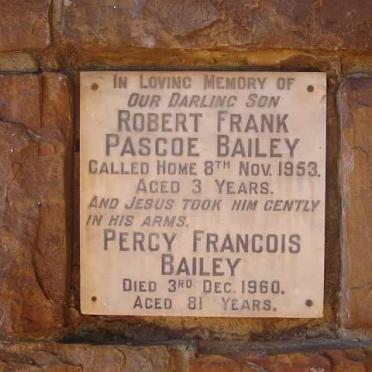 In Loving Memory of
Our Darling Son
Robert Frank
Pascoe Bailey
Called Home 8th Nov. 1953.
Aged 3 Years.
And Jesus took him gently
in his arms.
Percy Francois
Bailey
Died 3rd Dec. 1960.
Aged 81 Years.